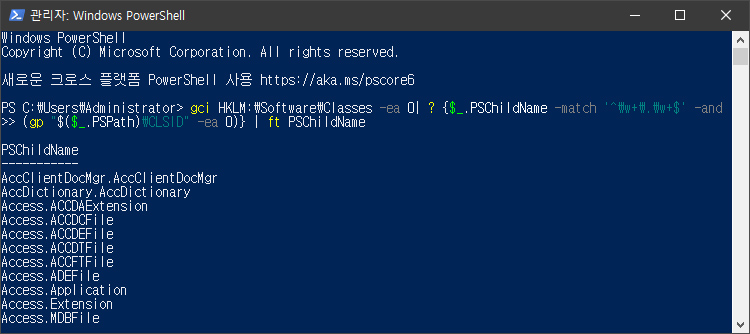 관리자: Windows PowerShell
Windows PowerShell
Copyright (C) Microsoft Corporation. All rights reserved.
새로운 크로스 플랫폼 PowerShell 사용 https://aka.ms/pscore6
PS C:₩Users₩Administrator> gci HKLM:₩Software₩Classes -ea 0| ? {$_.PSChildName -match '^₩w+₩.₩w+$' -and
>> (gp "$($_.PSPath)₩CLSID" -ea 0)} | ft PSChildName
PSChildName
-----------
AccClientDocMgr.AccClientDocMgr
AccDictionary.AccDictionary
Access.ACCDAExtension
Access.ACCDCFile
Access.ACCDEFile
Access.ACCDTFile
Access.ACCFTFile
Access.ADEFile
Access.Application
Access.Extension
Access.MDBFile